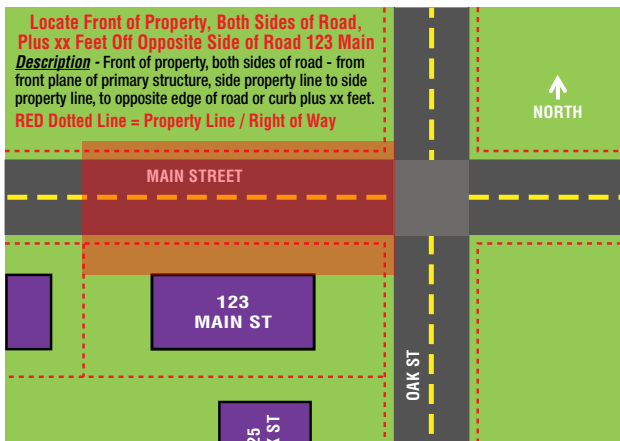 Locate Front of Property, Both Sides of Road,
Plus xx Feet Off Opposite Side of Road 123 Main
Description - Front of property, both sides of road - from
front plane of primary structure, side property line to side
property line, to opposite edge of road or curb plus xx feet.
RED Dotted Line = Property Line / Right of Way
NORTH
MAIN STREET
123
MAIN ST
OAK ST
25
K ST